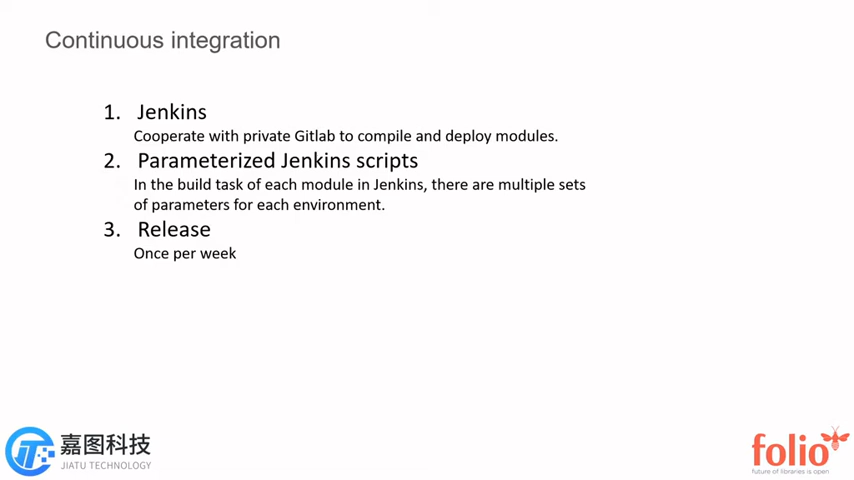 Continuous integration
1. Jenkins
Cooperate with private Gitlab to compile and deploy modules.
2. Parameterized Jenkins scripts
In the build task of each module in Jenkins, there are multiple sets
of parameters for each environment.
3. Release
Once per week
嘉图科技
JIATU TECHNOLOGY
folio
future of libraries is open